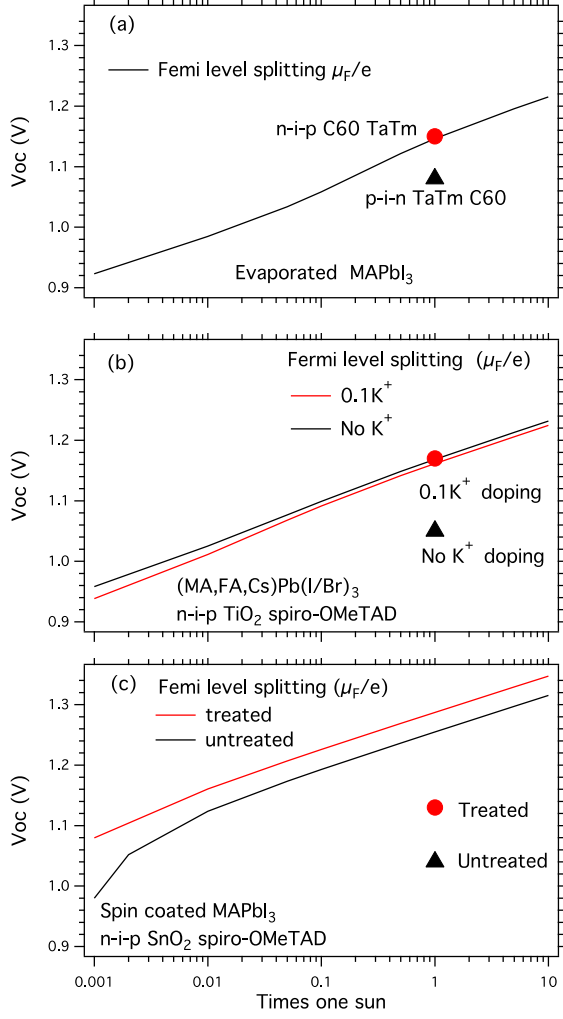 (a)
Femi level splitting μF/e
n-i-p C60 TaTm
p-i-n TaTm C60
Evaporated MAPbI₃
Voc (V)
1.3
1.2
1.1
1.0
0.9
(b)
Fermi level splitting (μF/e)
0.1K⁺
No K⁺
0.1K⁺ doping
No K⁺ doping
(MA,FA,Cs)Pb(I/Br)₃
n-i-p TiO₂ spiro-OMeTAD
Voc (V)
1.3
1.2
1.1
1.0
0.9
(c)
Femi level splitting (μF/e)
treated
untreated
Treated
Untreated
Spin coated MAPbI₃
n-i-p SnO₂ spiro-OMeTAD
Voc (V)
1.3
1.2
1.1
1.0
0.9
0.001 0.01 0.1 1 10
Times one sun